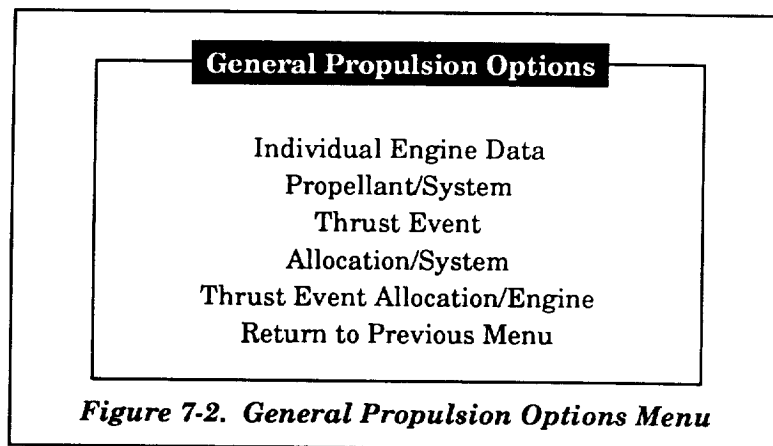 General Propulsion Options
Individual Engine Data
Propellant/System
Thrust Event
Allocation/System
Thrust Event Allocation/Engine
Return to Previous Menu
Figure 7-2. General Propulsion Options Menu